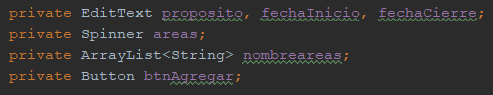 private EditText proposito, fechaInicio, fechaCierre;
private Spinner areas;
private ArrayList<String> nombreareas;
private Button btnAgregar;